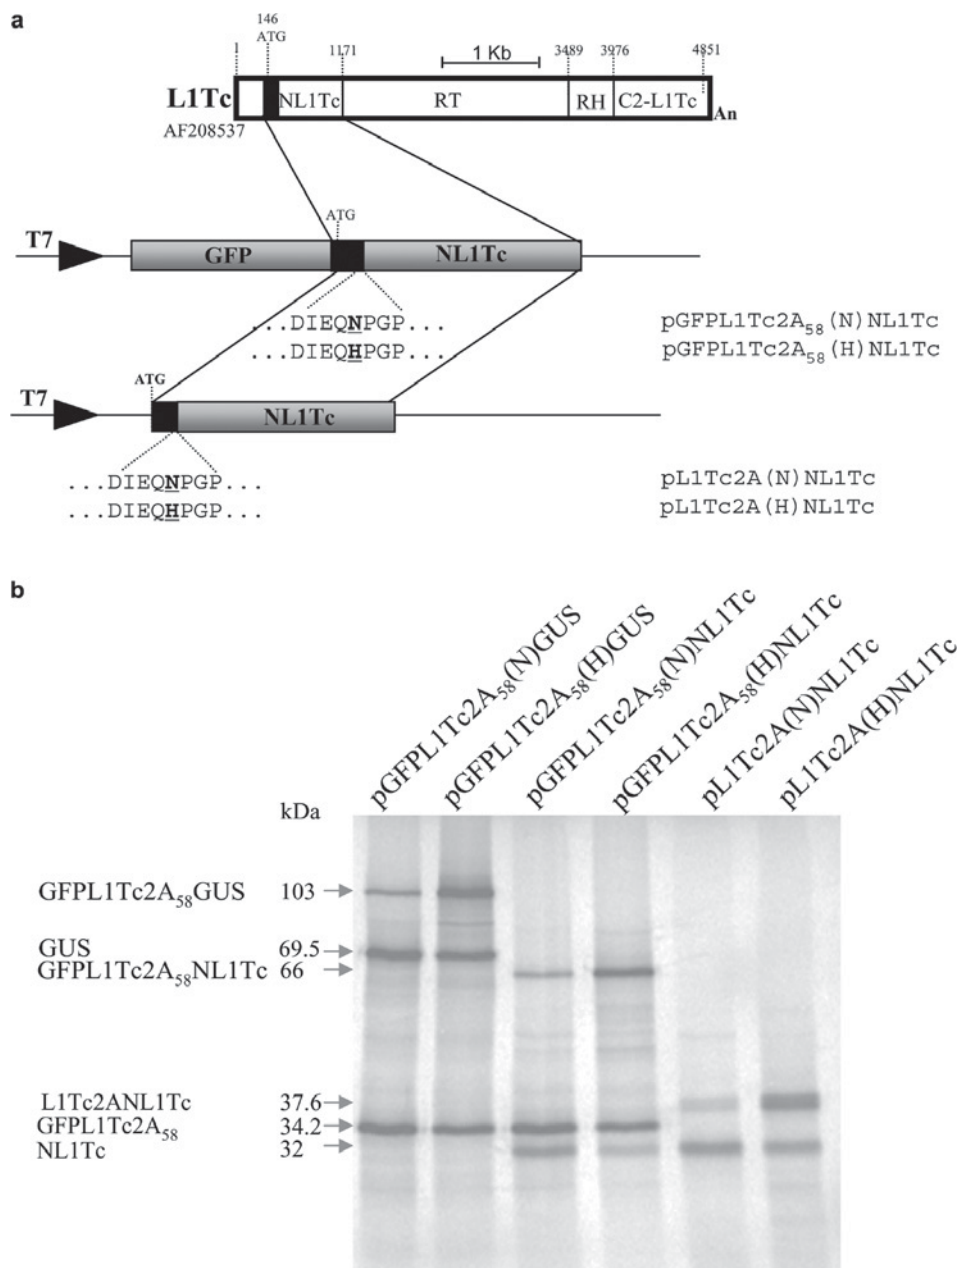 a
146
ATG
1
1171
1 Kb
3489
3976
4851
L1Tc
NL1Tc
RT
RH
C2-L1Tc
An
AF208537
ATG
T7
GFP
NL1Tc
...DIEQNPGP...
pGFPL1Tc2A58(N)NL1Tc
...DIEQHPGP...
pGFPL1Tc2A58(H)NL1Tc
ATG
T7
NL1Tc
...DIEQNPGP...
pL1Tc2A(N)NL1Tc
...DIEQHPGP...
pL1Tc2A(H)NL1Tc
b
pGFPL1Tc2A58(N)GUS
pGFPL1Tc2A58(H)GUS
pGFPL1Tc2A58(N)NL1Tc
pGFPL1Tc2A58(H)NL1Tc
pL1Tc2A(N)NL1Tc
pL1Tc2A(H)NL1Tc
kDa
GFPL1Tc2A58GUS 103
GUS 69.5
GFPL1Tc2A58NL1Tc 66
L1Tc2ANL1Tc 37.6
GFPL1Tc2A58 34.2
NL1Tc 32